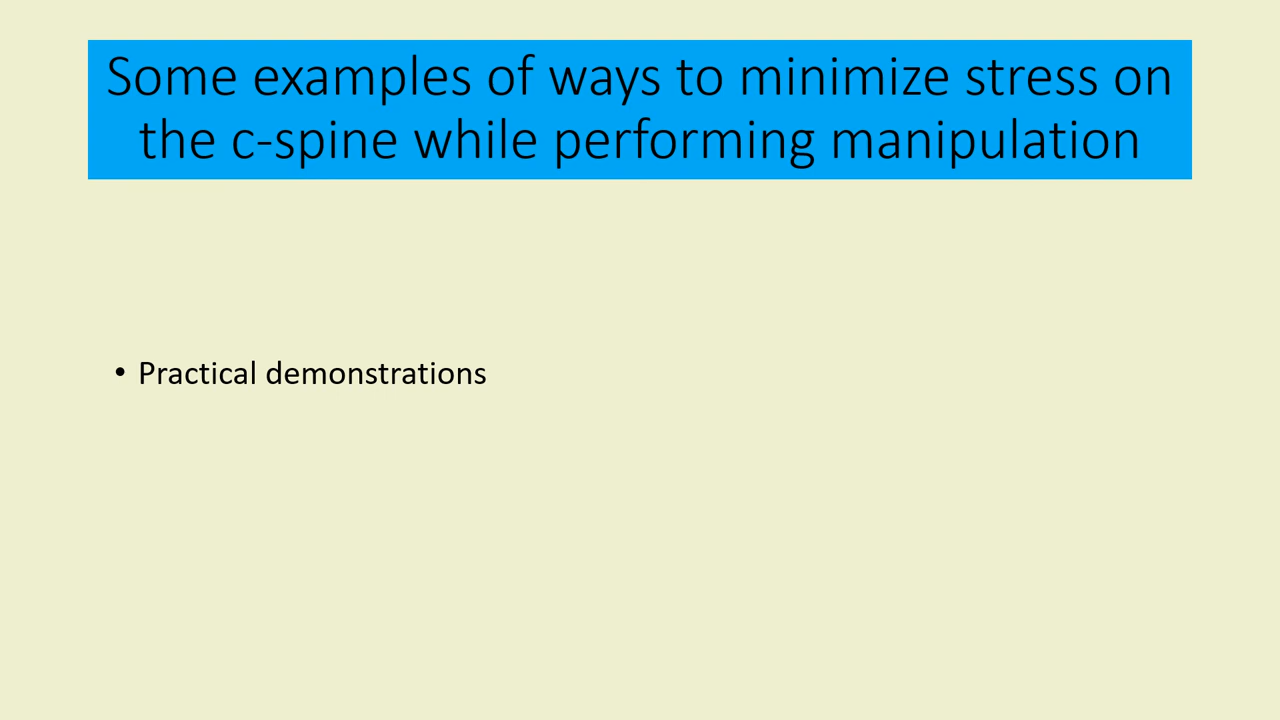 Some examples of ways to minimize stress on
the c-spine while performing manipulation
• Practical demonstrations